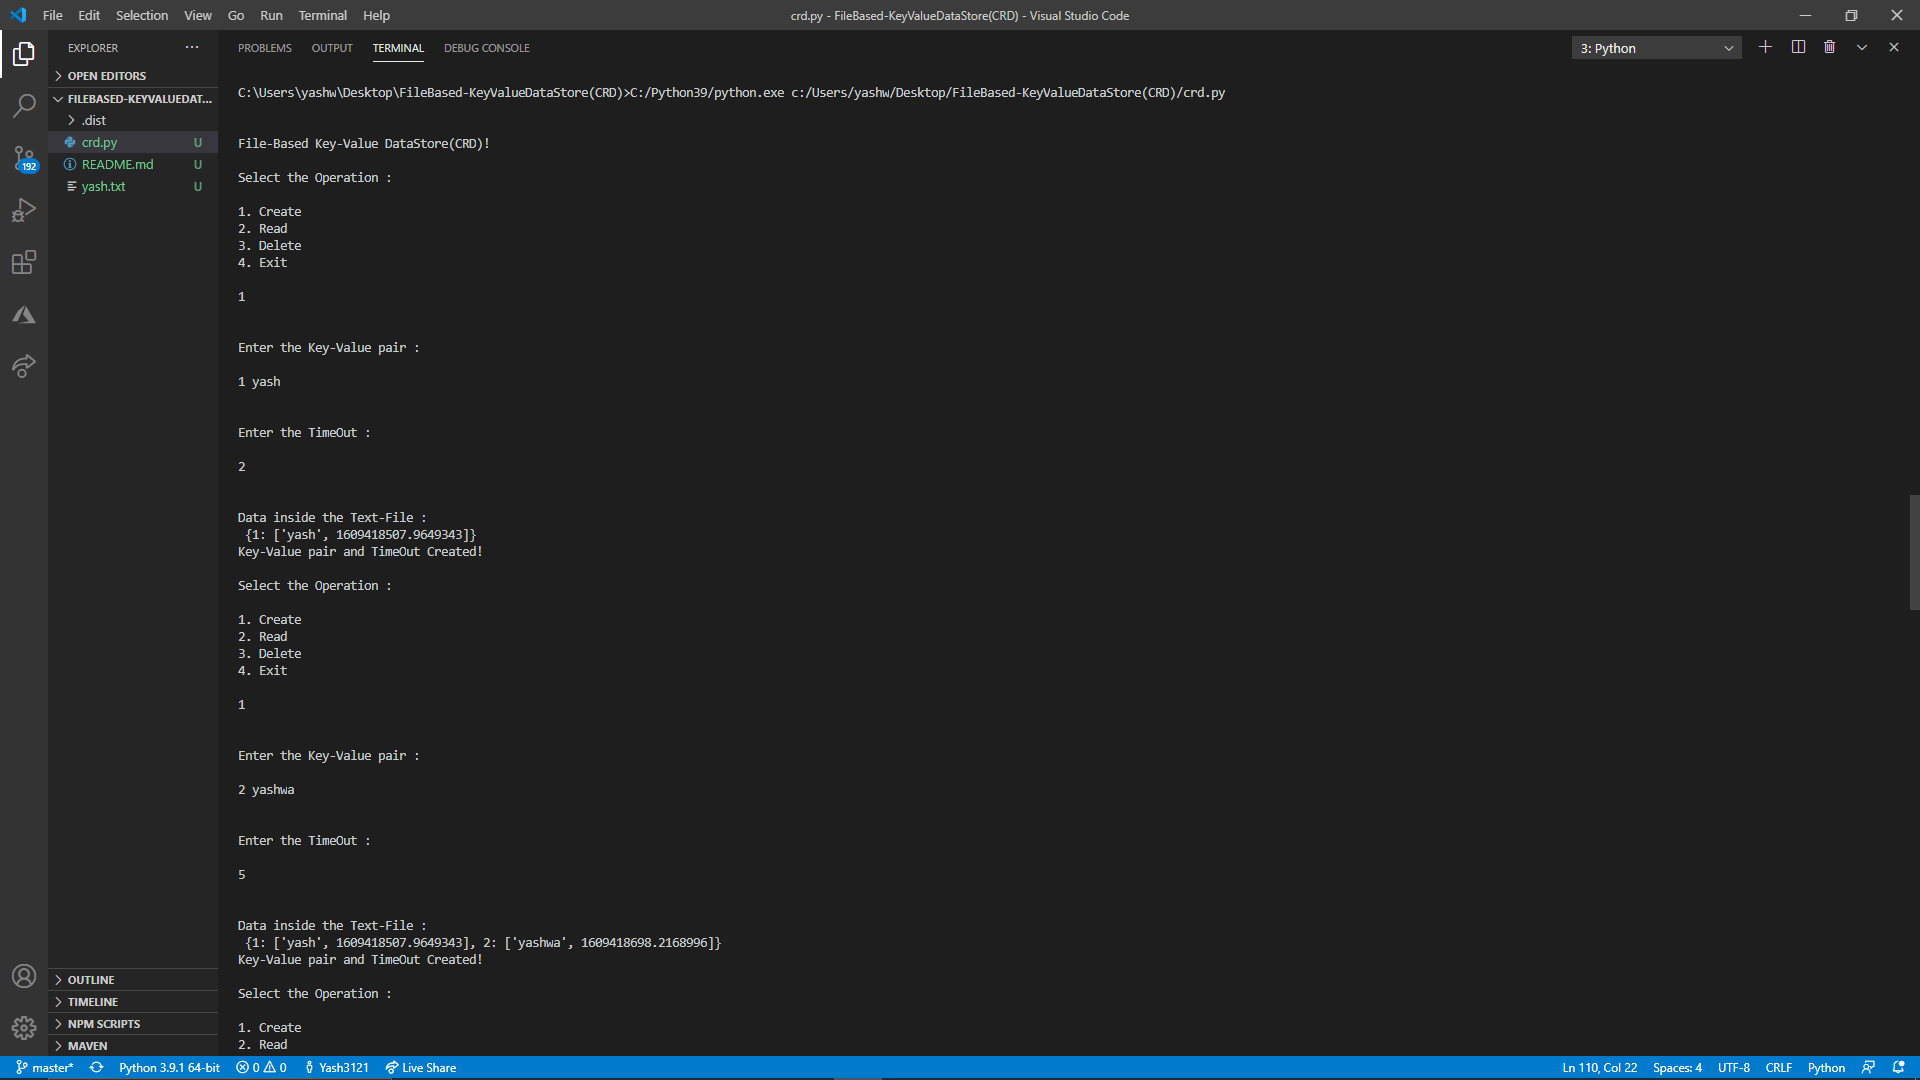 File Edit Selection View Go Run Terminal Help
crd.py - FileBased-KeyValueDataStore(CRD) - Visual Studio Code
EXPLORER
OPEN EDITORS
FILEBASED-KEYVALUEDAT...
.dist
crd.py U
README.md U
yash.txt U
192
OUTLINE
TIMELINE
NPM SCRIPTS
MAVEN
PROBLEMS OUTPUT TERMINAL DEBUG CONSOLE
3: Python
C:\Users\yashw\Desktop\FileBased-KeyValueDataStore(CRD)>C:/Python39/python.exe c:/Users/yashw/Desktop/FileBased-KeyValueDataStore(CRD)/crd.py
File-Based Key-Value DataStore(CRD)!
Select the Operation :
1. Create
2. Read
3. Delete
4. Exit
1
Enter the Key-Value pair :
1 yash
Enter the TimeOut :
2
Data inside the Text-File :
{1: ['yash', 1609418507.9649343]}
Key-Value pair and TimeOut Created!
Select the Operation :
1. Create
2. Read
3. Delete
4. Exit
1
Enter the Key-Value pair :
2 yashwa
Enter the TimeOut :
5
Data inside the Text-File :
{1: ['yash', 1609418507.9649343], 2: ['yashwa', 1609418698.2168996]}
Key-Value pair and TimeOut Created!
Select the Operation :
1. Create
2. Read
master* Python 3.9.1 64-bit 0 0 Yash3121 Live Share
Ln 110, Col 22 Spaces: 4 UTF-8 CRLF Python